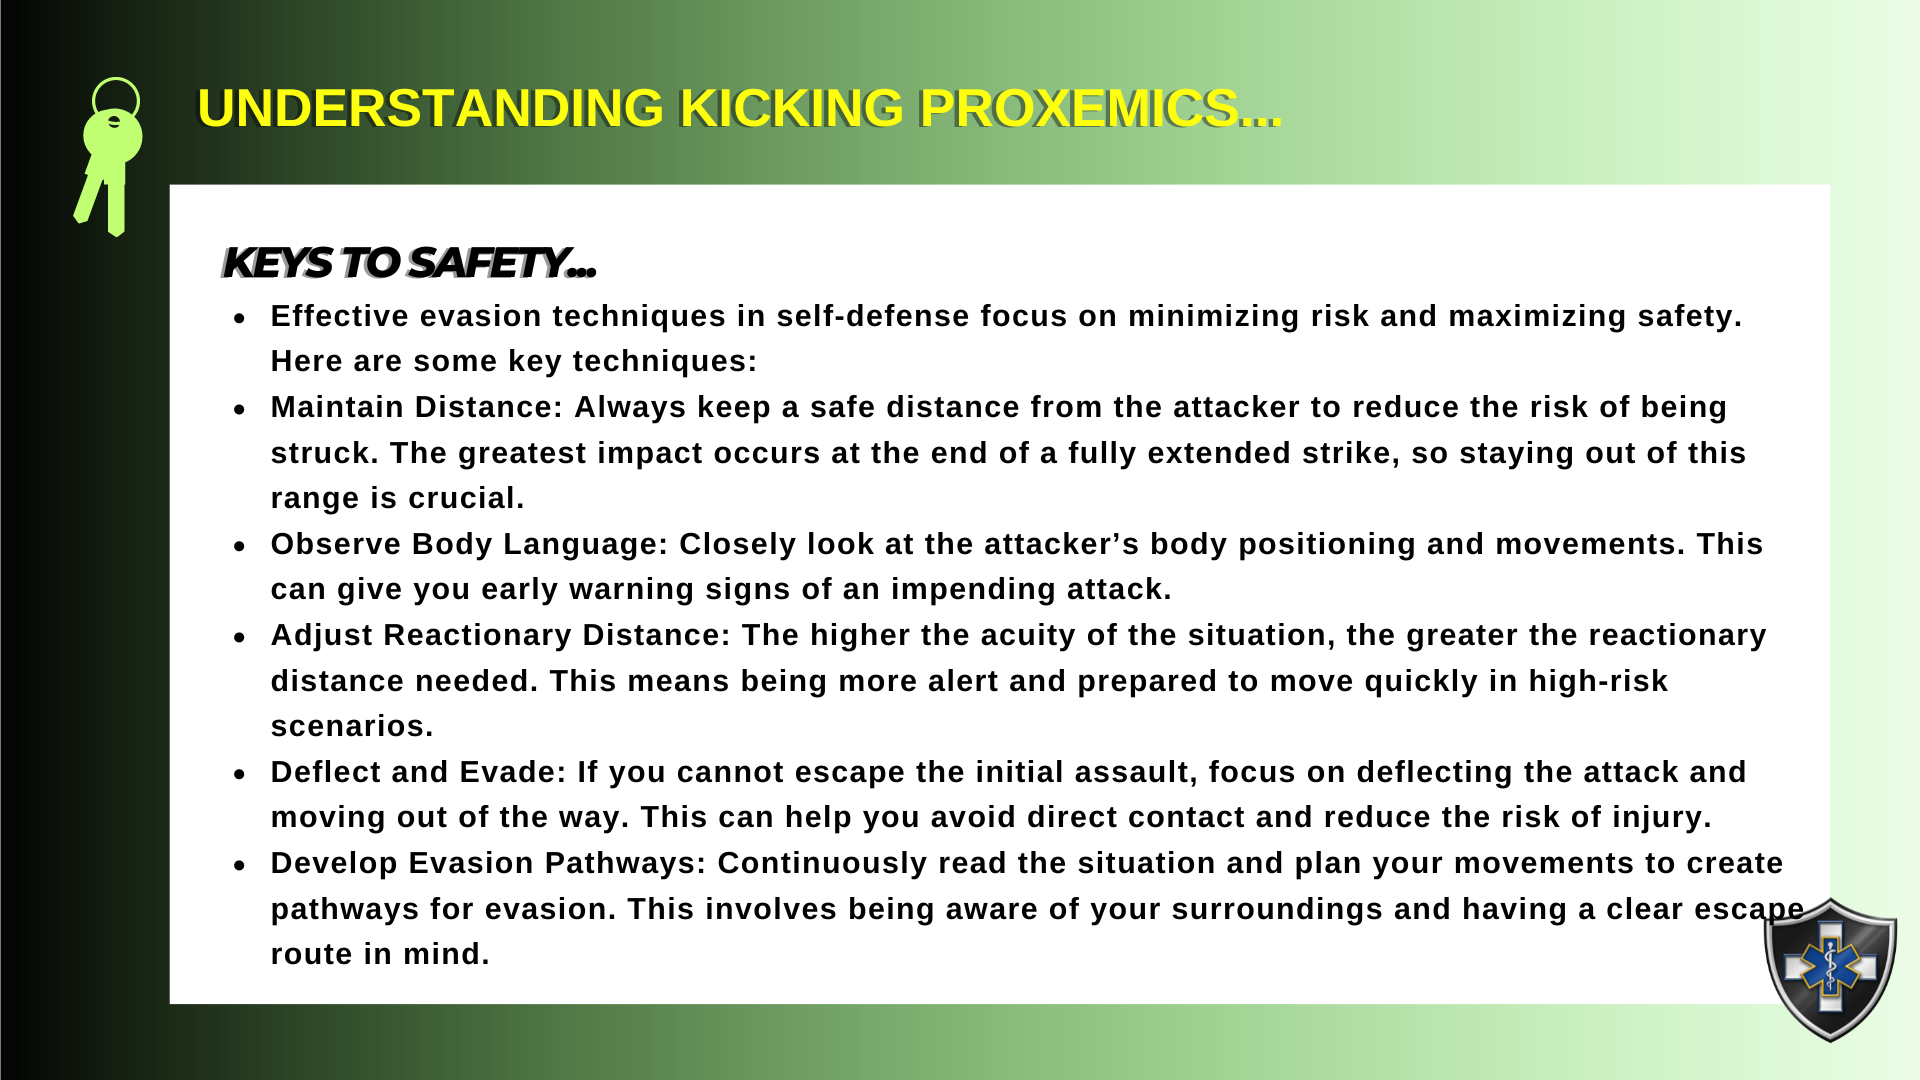 UNDERSTANDING KICKING PROXEMICS...
KEYS TO SAFETY...
• Effective evasion techniques in self-defense focus on minimizing risk and maximizing safety.
Here are some key techniques:
• Maintain Distance: Always keep a safe distance from the attacker to reduce the risk of being
struck. The greatest impact occurs at the end of a fully extended strike, so staying out of this
range is crucial.
• Observe Body Language: Closely look at the attacker’s body positioning and movements. This
can give you early warning signs of an impending attack.
• Adjust Reactionary Distance: The higher the acuity of the situation, the greater the reactionary
distance needed. This means being more alert and prepared to move quickly in high-risk
scenarios.
• Deflect and Evade: If you cannot escape the initial assault, focus on deflecting the attack and
moving out of the way. This can help you avoid direct contact and reduce the risk of injury.
• Develop Evasion Pathways: Continuously read the situation and plan your movements to create
pathways for evasion. This involves being aware of your surroundings and having a clear escape
route in mind.